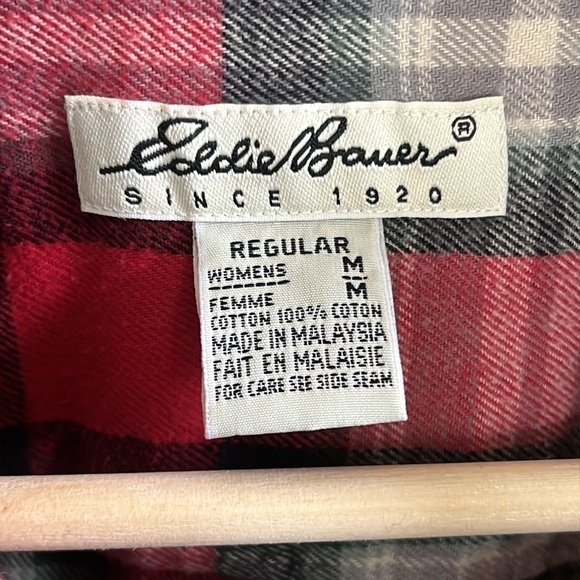 Eddie Bauer®
SINCE 1920
REGULAR
WOMENS M
FEMME M
COTTON 100% COTON
MADE IN MALAYSIA
FAIT EN MALAISIE
FOR CARE SEE SIDE SEAM